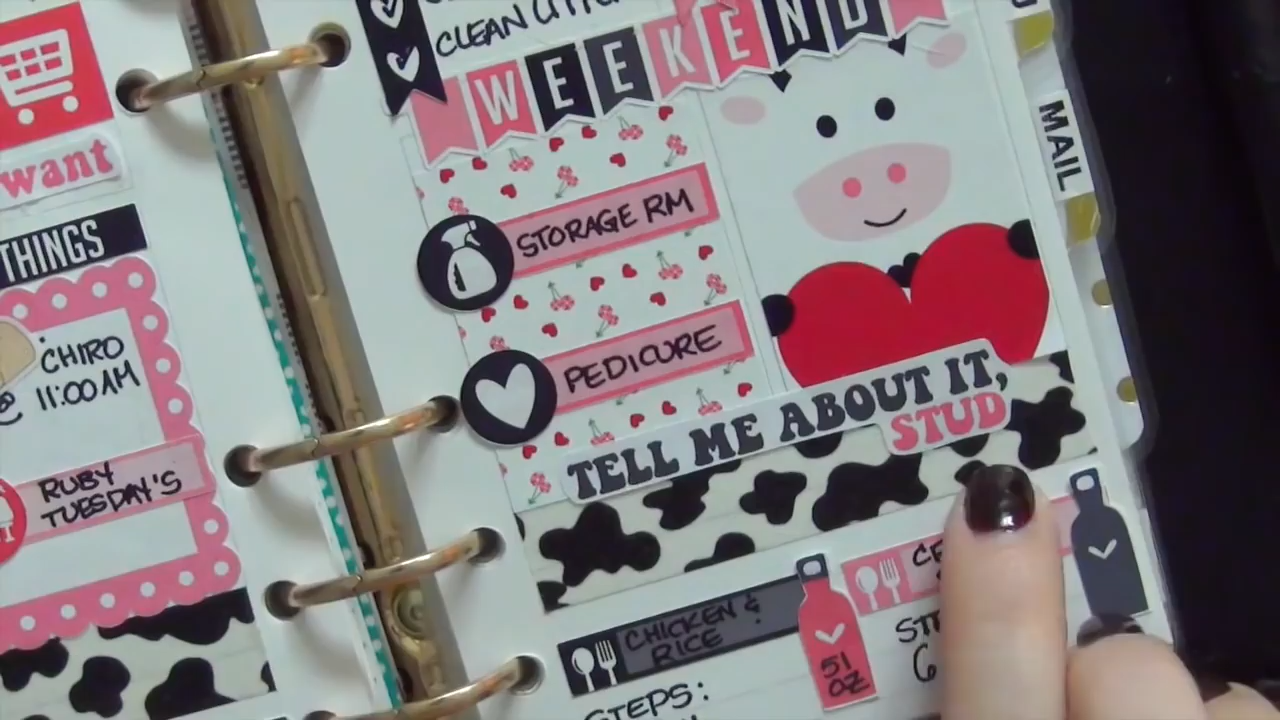 want
THINGS
CHIRO
@ 11:00AM
RUBY
TUESDAY'S
CLEAN
WEEKEND
STORAGE RM
PEDICURE
TELL ME ABOUT IT,
STUD
CHICKEN &
RICE
51
OZ
STEPS:
MAIL